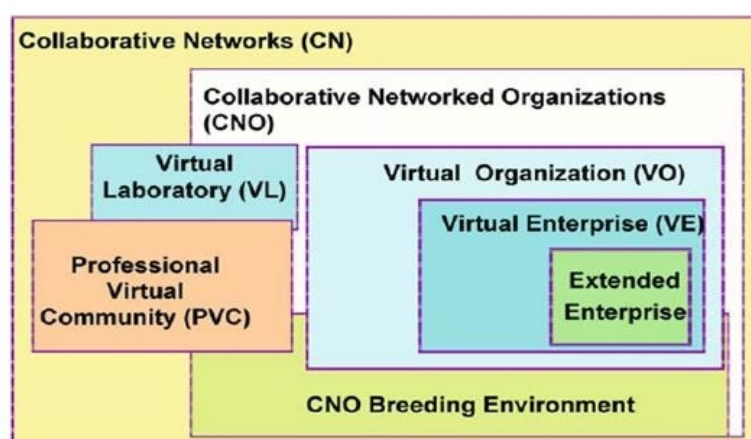 Collaborative Networks (CN)
Collaborative Networked Organizations
(CNO)
Virtual
Laboratory (VL)
Virtual Organization (VO)
Virtual Enterprise (VE)
Professional
Virtual
Community (PVC)
Extended
Enterprise
CNO Breeding Environment